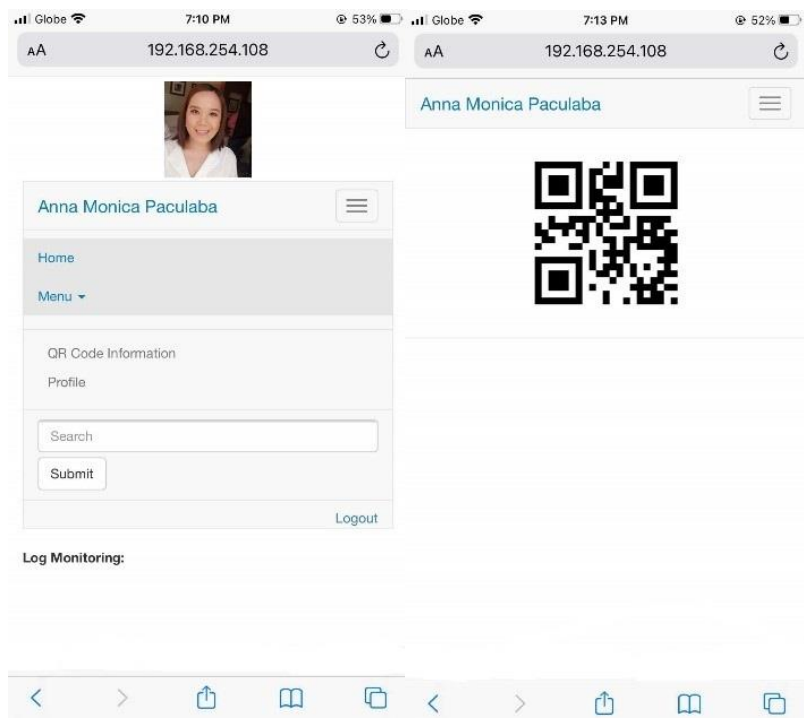 Globe 7:10 PM 53%
AA 192.168.254.108
Anna Monica Paculaba
Home
Menu
QR Code Information
Profile
Search
Submit
Logout
Log Monitoring:
Globe 7:13 PM 52%
AA 192.168.254.108
Anna Monica Paculaba